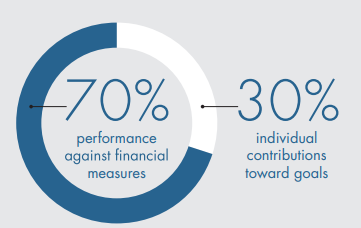 70%
performance
against financial
measures
30%
individual
contributions
toward goals